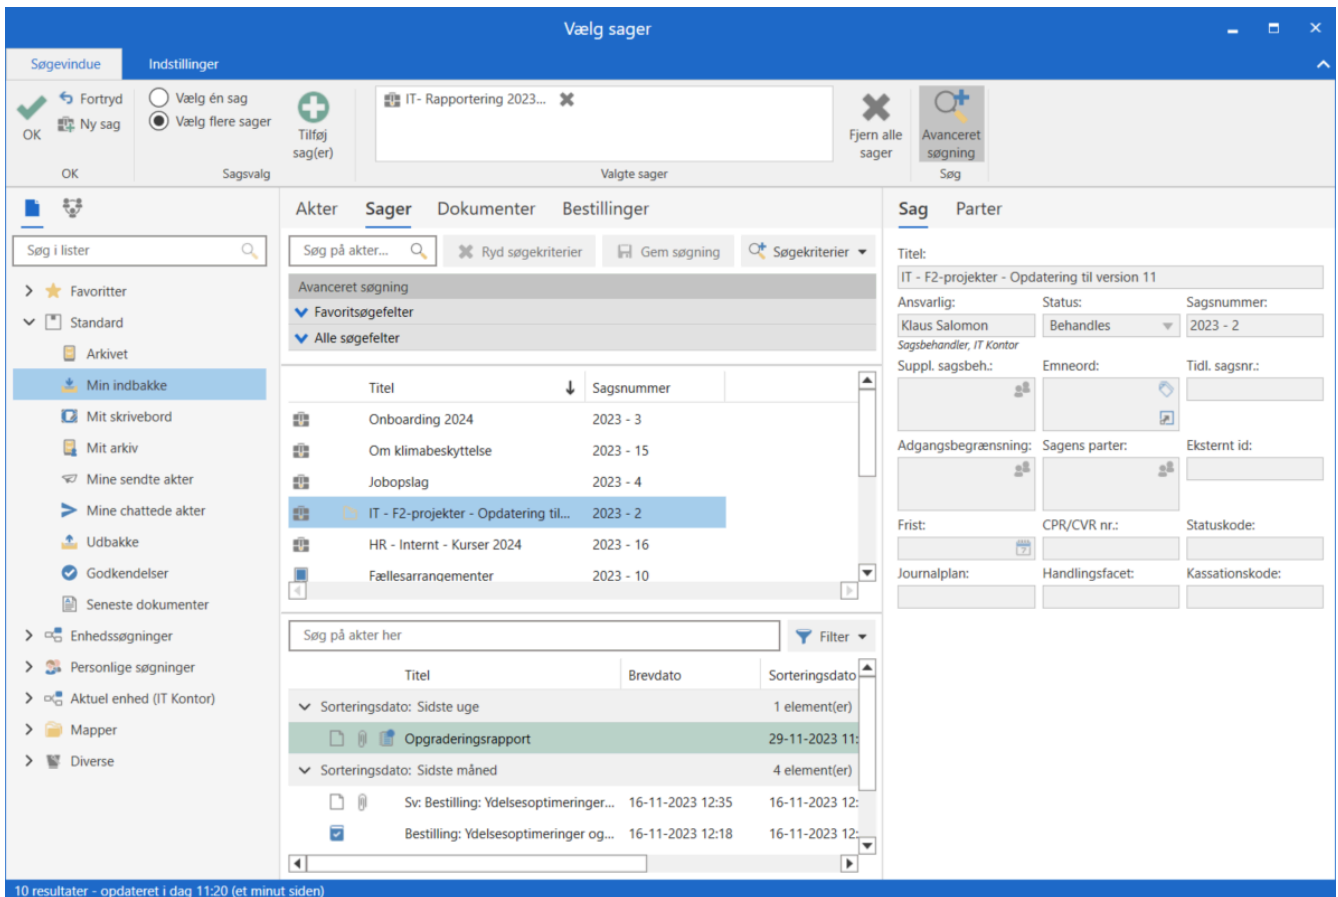 Vælg sager
Søgevindue Indstillinger
OK
Fortryd
Ny sag
OK
Vælg én sag
Vælg flere sager
Tilføj
sag(er)
Sagsvalg
IT- Rapportering 2023...
Valgte sager
Fjern alle
sager
Avanceret
søgning
Søg
Søg i lister
Favoritter
Standard
Arkivet
Min indbakke
Mit skrivebord
Mit arkiv
Mine sendte akter
Mine chattede akter
Udbakke
Godkendelser
Seneste dokumenter
Enhedssøgninger
Personlige søgninger
Aktuel enhed (IT Kontor)
Mapper
Diverse
Akter Sager Dokumenter Bestillinger
Søg på akter... Ryd søgekriterier Gem søgning Søgekriterier
Avanceret søgning
Favoritsøgefelter
Alle søgefelter
Titel Sagsnummer
Onboarding 2024 2023 - 3
Om klimabeskyttelse 2023 - 15
Jobopslag 2023 - 4
IT - F2-projekter - Opdatering til... 2023 - 2
HR - Internt - Kurser 2024 2023 - 16
Fællesarrangementer 2023 - 10
Søg på akter her Filter
Titel Brevdato Sorteringsdato
Sorteringsdato: Sidste uge 1 element(er)
Opgraderingsrapport 29-11-2023 11:
Sorteringsdato: Sidste måned 4 element(er)
Sv: Bestilling: Ydelsesoptimeringer... 16-11-2023 12:35 16-11-2023 12:
Bestilling: Ydelsesoptimeringer og... 16-11-2023 12:18 16-11-2023 12:
Sag Parter
Titel:
IT - F2-projekter - Opdatering til version 11
Ansvarlig: Status: Sagsnummer:
Klaus Salomon Behandles 2023 - 2
Sagsbehandler, IT Kontor
Suppl. sagsbeh.: Emneord: Tidl. sagsnr.:
Adgangsbegrænsning: Sagens parter: Eksternt id:
Frist: CPR/CVR nr.: Statuskode:
Journalplan: Handlingsfacet: Kassationskode:
10 resultater - opdateret i dag 11:20 (et minut siden)